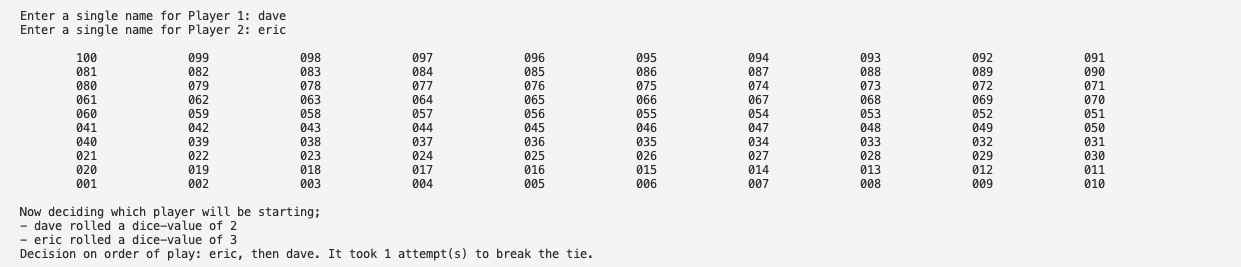 Enter a single name for Player 1: dave
Enter a single name for Player 2: eric
100 099 098 097 096 095 094 093 092 091
081 082 083 084 085 086 087 088 089 090
080 079 078 077 076 075 074 073 072 071
061 062 063 064 065 066 067 068 069 070
060 059 058 057 056 055 054 053 052 051
041 042 043 044 045 046 047 048 049 050
040 039 038 037 036 035 034 033 032 031
021 022 023 024 025 026 027 028 029 030
020 019 018 017 016 015 014 013 012 011
001 002 003 004 005 006 007 008 009 010
Now deciding which player will be starting;
- dave rolled a dice-value of 2
- eric rolled a dice-value of 3
Decision on order of play: eric, then dave. It took 1 attempt(s) to break the tie.